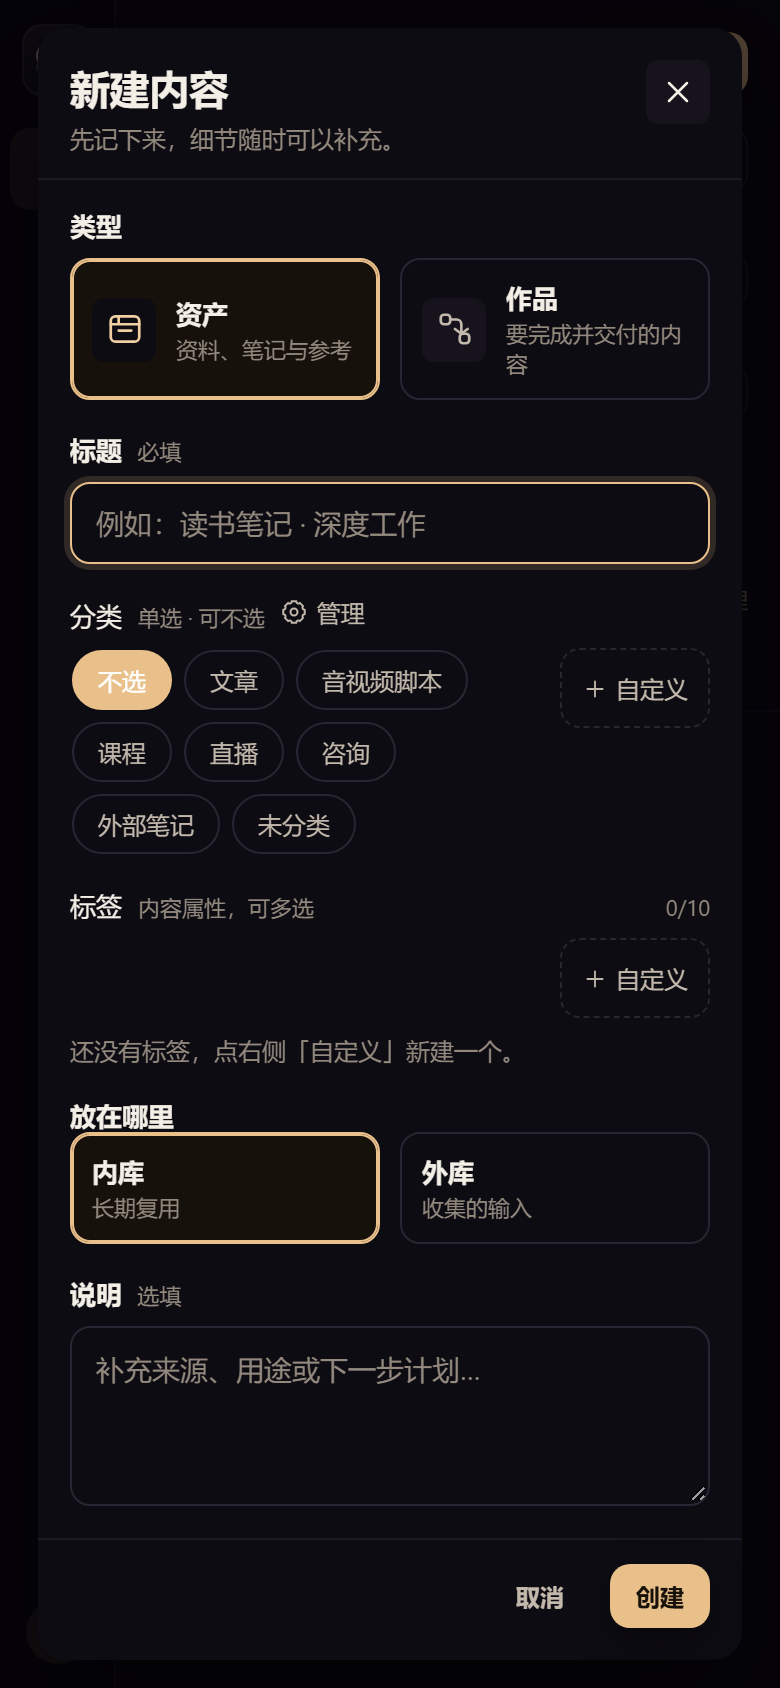 新建内容
先记下来，细节随时可以补充。
类型
资产
资料、笔记与参考
作品
要完成并交付的内
容
标题 必填
例如：读书笔记 · 深度工作
分类 单选 · 可不选 管理
不选 文章 音视频脚本 + 自定义
课程 直播 咨询
外部笔记 未分类
标签 内容属性，可多选 0/10
+ 自定义
还没有标签，点右侧「自定义」新建一个。
放在哪里
内库
长期复用
外库
收集的输入
说明 选填
补充来源、用途或下一步计划...
取消 创建